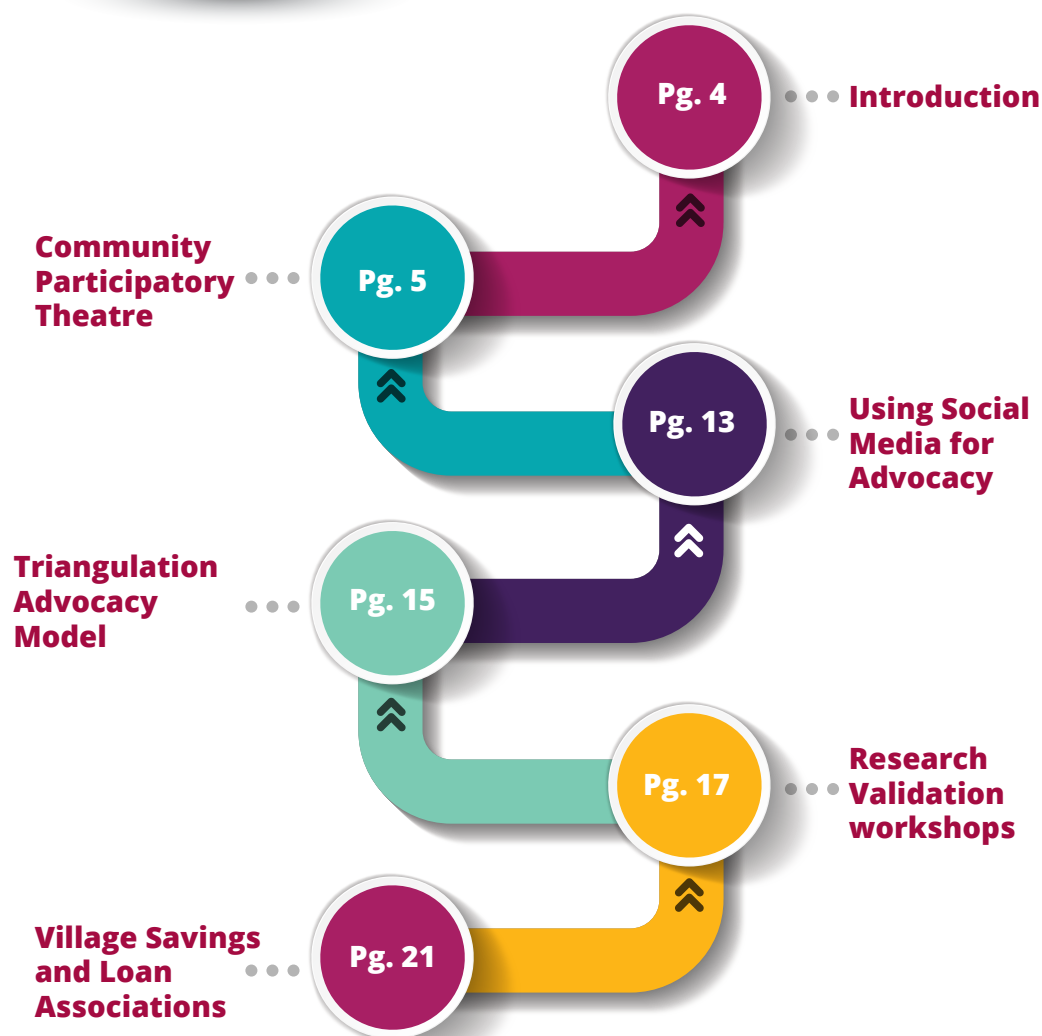 Pg. 4
Introduction
Community
Participatory
Theatre
Pg. 5
Pg. 13
Using Social
Media for
Advocacy
Triangulation
Advocacy
Model
Pg. 15
Pg. 17
Research
Validation
workshops
Village Savings
and Loan
Associations
Pg. 21